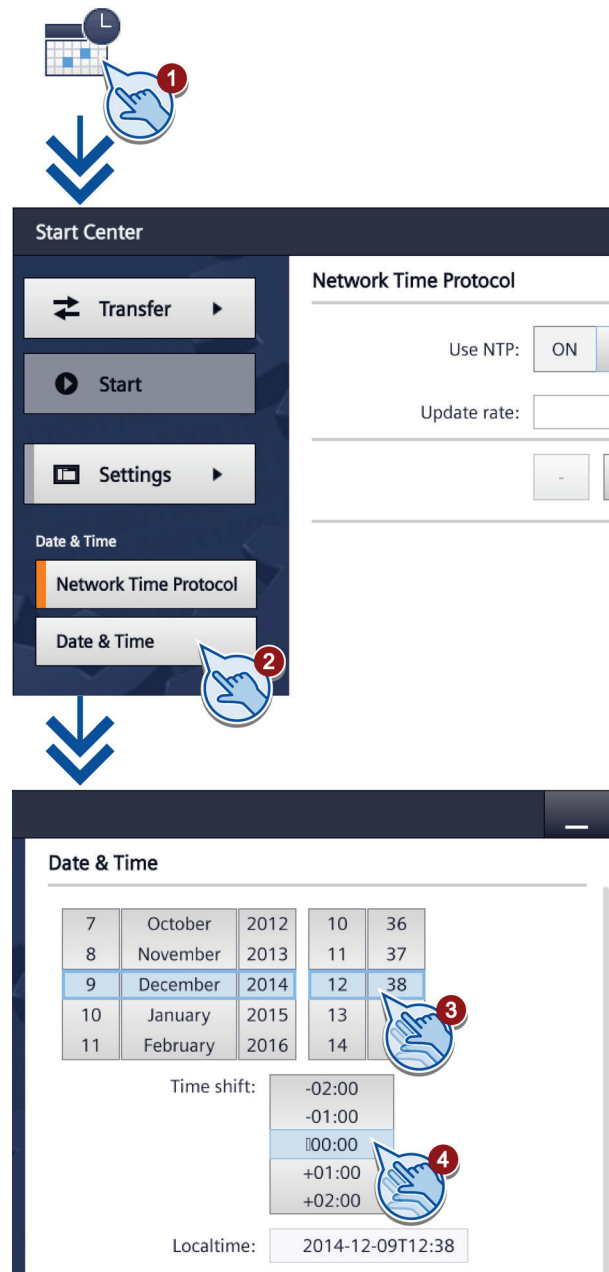 1
Start Center
Transfer
Start
Settings
Date & Time
Network Time Protocol
Date & Time
2
Network Time Protocol
Use NTP: ON
Update rate:
-
Date & Time
7 October 2012 10 36
8 November 2013 11 37
9 December 2014 12 38
10 January 2015 13
11 February 2016 14
3
Time shift:
-02:00
-01:00
▯00:00
+01:00
+02:00
4
Localtime: 2014-12-09T12:38